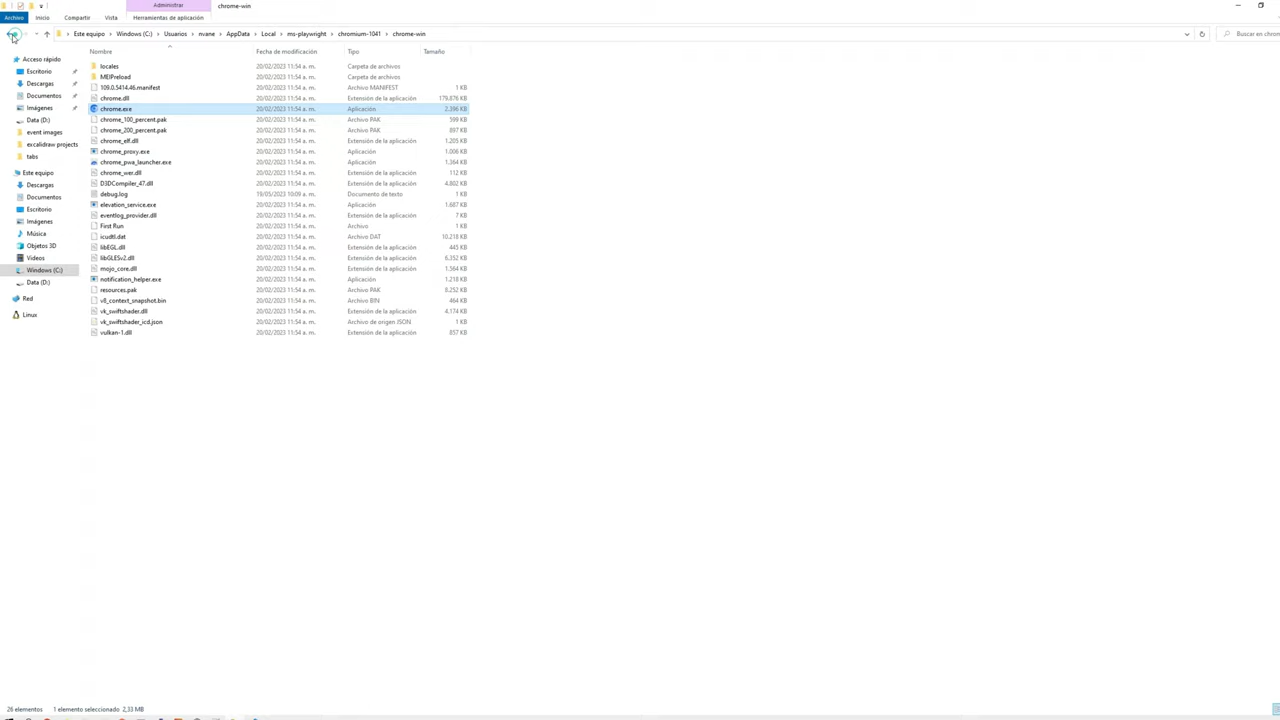 Administrar chrome-win
Archivo Inicio Compartir Vista Herramientas de aplicación
Este equipo > Windows (C:) > Usuarios > nvane > AppData > Local > ms-playwright > chromium-1041 > chrome-win
Buscar en chron
Nombre Fecha de modificación Tipo Tamaño
Acceso rápido
Escritorio
Descargas
Documentos
Imágenes
Data (D:)
event images
excalidraw projects
tabs
Este equipo
Descargas
Documentos
Escritorio
Imágenes
Música
Objetos 3D
Videos
Windows (C:)
Data (D:)
Red
Linux
locales 20/02/2023 11:54 a. m. Carpeta de archivos
MEIPreload 20/02/2023 11:54 a. m. Carpeta de archivos
109.0.5414.46.manifest 20/02/2023 11:54 a. m. Archivo MANIFEST 1 KB
chrome.dll 20/02/2023 11:54 a. m. Extensión de la aplicación 179.876 KB
chrome.exe 20/02/2023 11:54 a. m. Aplicación 2.396 KB
chrome_100_percent.pak 20/02/2023 11:54 a. m. Archivo PAK 599 KB
chrome_200_percent.pak 20/02/2023 11:54 a. m. Archivo PAK 897 KB
chrome_elf.dll 20/02/2023 11:54 a. m. Extensión de la aplicación 1.205 KB
chrome_proxy.exe 20/02/2023 11:54 a. m. Aplicación 1.006 KB
chrome_pwa_launcher.exe 20/02/2023 11:54 a. m. Aplicación 1.364 KB
chrome_wer.dll 20/02/2023 11:54 a. m. Extensión de la aplicación 112 KB
D3DCompiler_47.dll 20/02/2023 11:54 a. m. Extensión de la aplicación 4.802 KB
debug.log 19/05/2023 10:09 a. m. Documento de texto 1 KB
elevation_service.exe 20/02/2023 11:54 a. m. Aplicación 1.687 KB
eventlog_provider.dll 20/02/2023 11:54 a. m. Extensión de la aplicación 7 KB
First Run 20/02/2023 11:54 a. m. Archivo 1 KB
icudtl.dat 20/02/2023 11:54 a. m. Archivo DAT 10.218 KB
libEGL.dll 20/02/2023 11:54 a. m. Extensión de la aplicación 445 KB
libGLESv2.dll 20/02/2023 11:54 a. m. Extensión de la aplicación 6.352 KB
mojo_core.dll 20/02/2023 11:54 a. m. Extensión de la aplicación 1.564 KB
notification_helper.exe 20/02/2023 11:54 a. m. Aplicación 1.218 KB
resources.pak 20/02/2023 11:54 a. m. Archivo PAK 8.252 KB
v8_context_snapshot.bin 20/02/2023 11:54 a. m. Archivo BIN 464 KB
vk_swiftshader.dll 20/02/2023 11:54 a. m. Extensión de la aplicación 4.174 KB
vk_swiftshader_icd.json 20/02/2023 11:54 a. m. Archivo de origen JSON 1 KB
vulkan-1.dll 20/02/2023 11:54 a. m. Extensión de la aplicación 857 KB
26 elementos 1 elemento seleccionado 2,33 MB